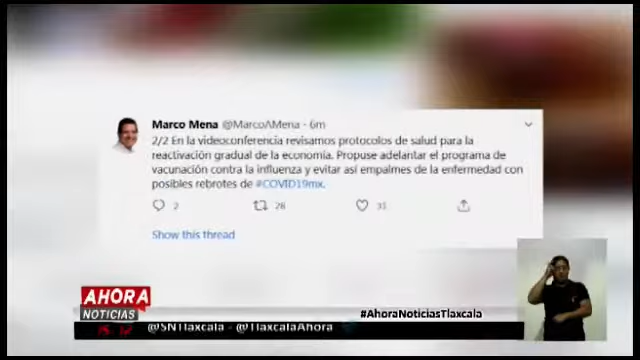 Marco Mena @MarcoAMena - 6m
2/2 En la videoconferencia revisamos protocolos de salud para la
reactivación gradual de la economía. Propuse adelantar el programa de
vacunación contra la influenza y evitar así empalmes de la enfermedad con
posibles rebrotes de #COVID19mx.
2 28 31
Show this thread
AHORA
NOTICIAS
#AhoraNoticiasTlaxcala
@SNTlaxcala - @TlaxcalaAhora